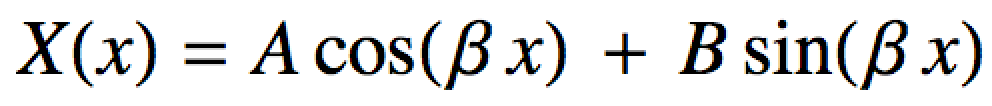 X(x) = A cos(β x) + B sin(β x)